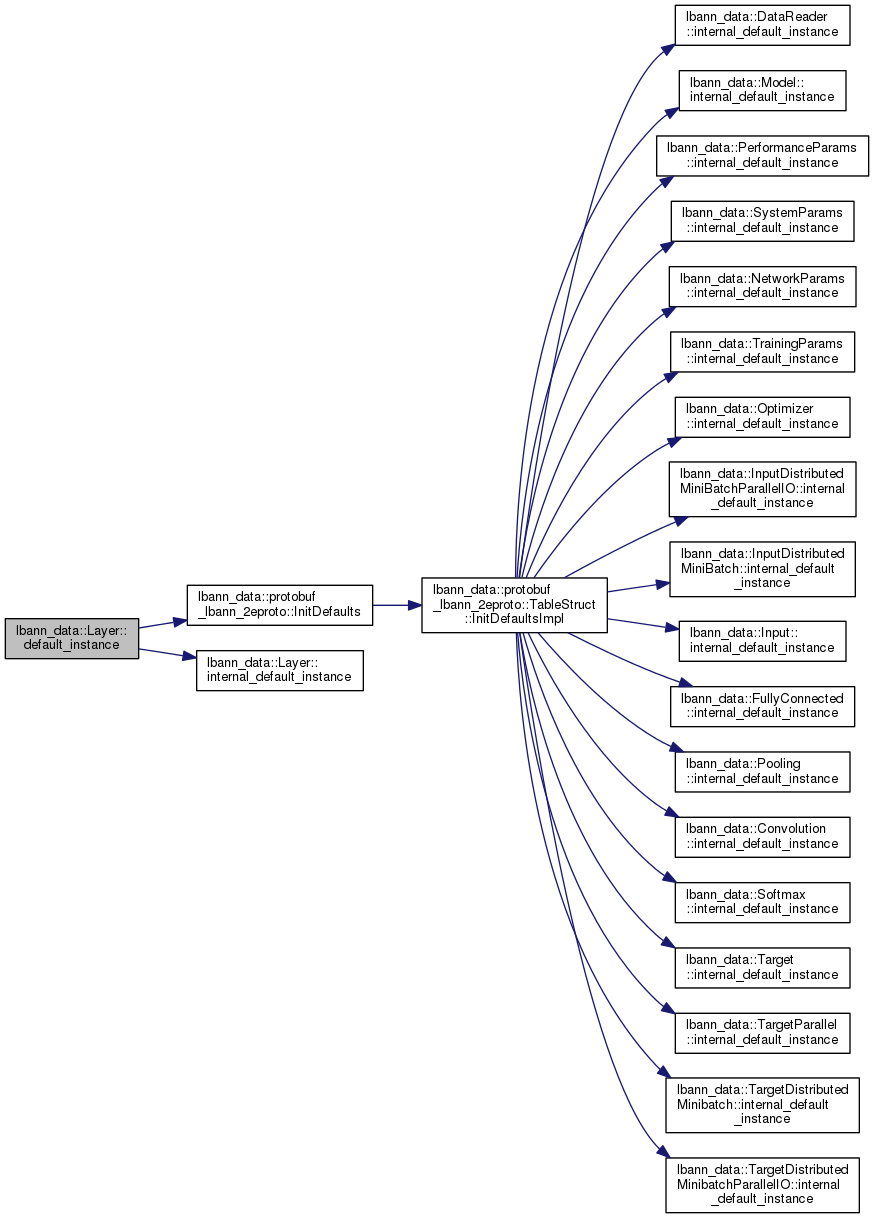 lbann_data::DataReader
::internal_default_instance
lbann_data::Model::
internal_default_instance
lbann_data::PerformanceParams
::internal_default_instance
lbann_data::SystemParams
::internal_default_instance
lbann_data::NetworkParams
::internal_default_instance
lbann_data::TrainingParams
::internal_default_instance
lbann_data::Optimizer
::internal_default_instance
lbann_data::InputDistributed
MiniBatchParallelIO::internal
_default_instance
lbann_data::InputDistributed
MiniBatch::internal_default
_instance
lbann_data::protobuf
_lbann_2eproto::InitDefaults
lbann_data::protobuf
_lbann_2eproto::TableStruct
::InitDefaultsImpl
lbann_data::Layer::
default_instance
lbann_data::Input::
internal_default_instance
lbann_data::Layer::
internal_default_instance
lbann_data::FullyConnected
::internal_default_instance
lbann_data::Pooling
::internal_default_instance
lbann_data::Convolution
::internal_default_instance
lbann_data::Softmax
::internal_default_instance
lbann_data::Target
::internal_default_instance
lbann_data::TargetParallel
::internal_default_instance
lbann_data::TargetDistributed
Minibatch::internal_default
_instance
lbann_data::TargetDistributed
MinibatchParallelIO::internal
_default_instance